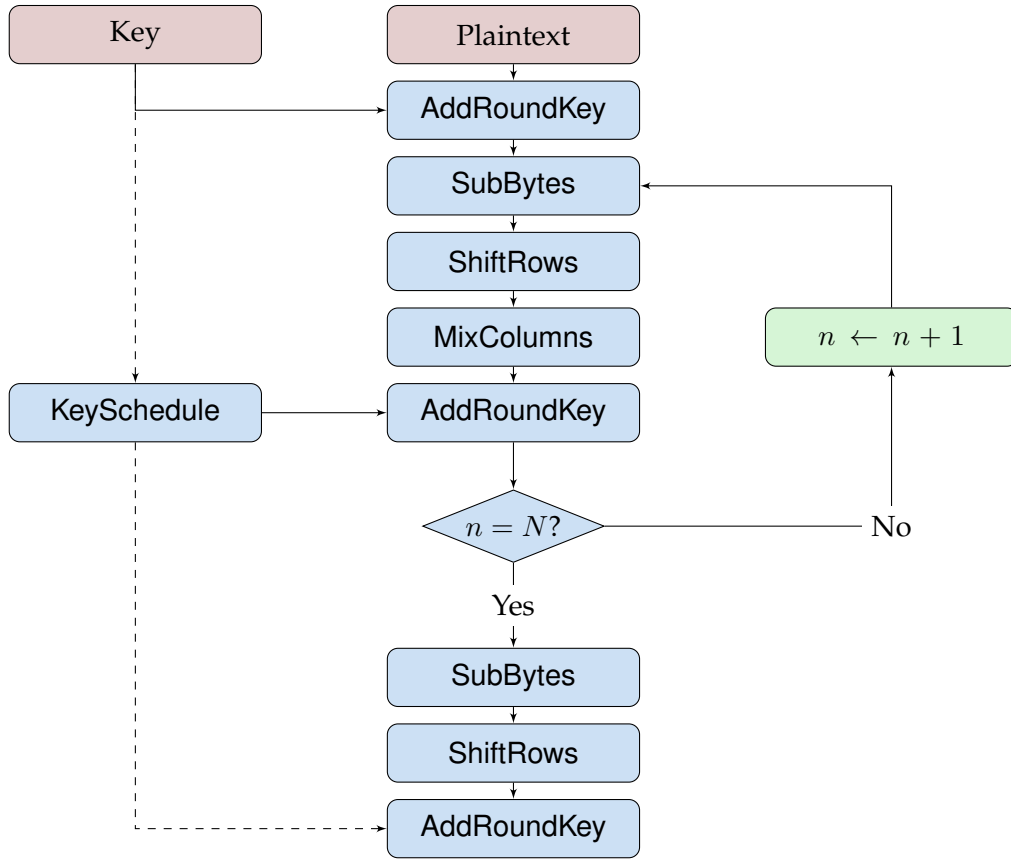 Key
Plaintext
AddRoundKey
SubBytes
ShiftRows
MixColumns
n ← n + 1
KeySchedule
AddRoundKey
n = N?
No
Yes
SubBytes
ShiftRows
AddRoundKey